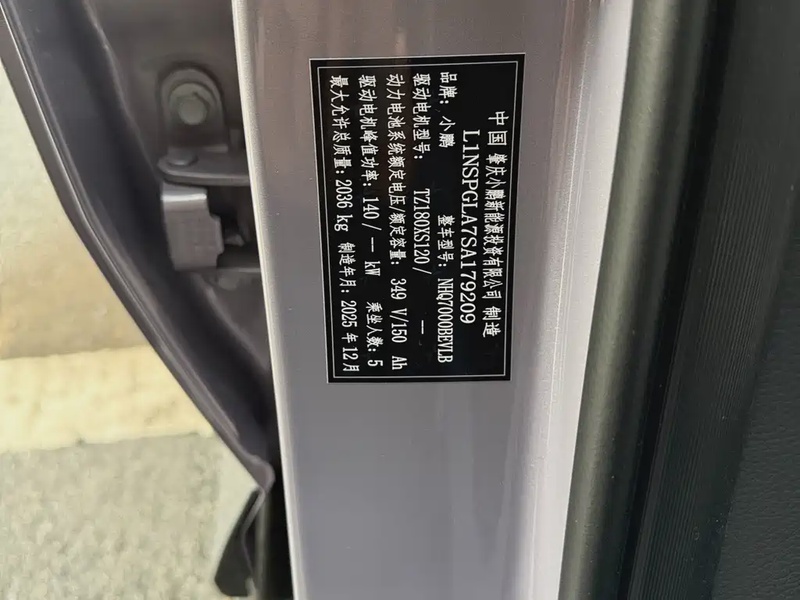 中国 肇庆小鹏新能源投资有限公司 制造
L1NSPGLA7SA179209
品牌：小鹏 整车型号：NHQ7000BEVLB
驱动电机型号： TZ180XS120/ —
动力电池系统额定电压/额定容量： 349 V/150 Ah
驱动电机峰值功率：140/ — kW 乘坐人数：5
最大允许总质量：2036 kg 制造年月：2025 年 12 月